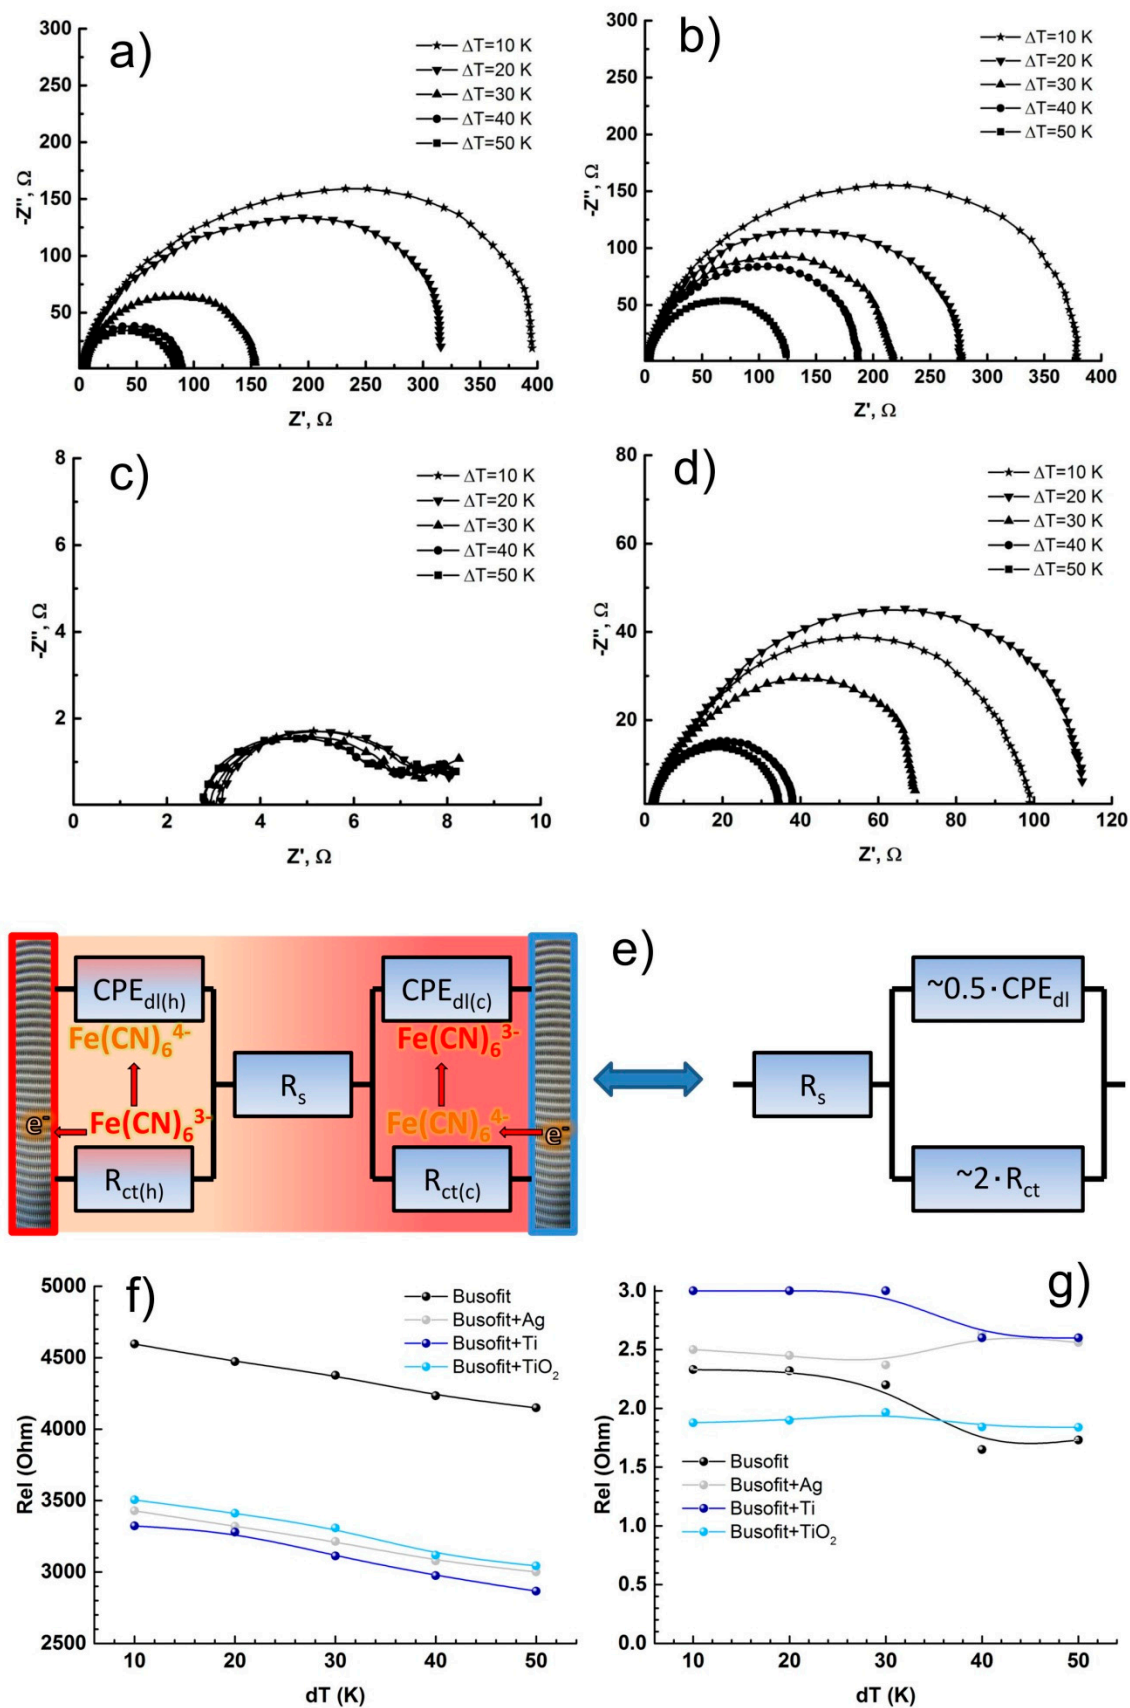 a)
300
250
200
150
100
50
-Z'', Ω
ΔT=10 K
ΔT=20 K
ΔT=30 K
ΔT=40 K
ΔT=50 K
0 50 100 150 200 250 300 350 400
Z', Ω
b)
300
250
200
150
100
50
-Z'', Ω
ΔT=10 K
ΔT=20 K
ΔT=30 K
ΔT=40 K
ΔT=50 K
0 50 100 150 200 250 300 350 400
Z', Ω
c)
8
6
4
2
-Z'', Ω
ΔT=10 K
ΔT=20 K
ΔT=30 K
ΔT=40 K
ΔT=50 K
0 2 4 6 8 10
Z', Ω
d)
80
60
40
20
-Z'', Ω
ΔT=10 K
ΔT=20 K
ΔT=30 K
ΔT=40 K
ΔT=50 K
0 20 40 60 80 100 120
Z', Ω
e)
CPEdl(h)
Fe(CN)₆⁴⁻
e⁻
Fe(CN)₆³⁻
Rct(h)
Rs
CPEdl(c)
Fe(CN)₆³⁻
Fe(CN)₆⁴⁻
e⁻
Rct(c)
Rs
~0.5·CPEdl
~2·Rct
f)
5000
4500
4000
3500
3000
2500
Rel (Ohm)
Busofit
Busofit+Ag
Busofit+Ti
Busofit+TiO₂
10 20 30 40 50
dT (K)
g)
3.0
2.5
2.0
1.5
1.0
0.5
0.0
Rel (Ohm)
Busofit
Busofit+Ag
Busofit+Ti
Busofit+TiO₂
10 20 30 40 50
dT (K)